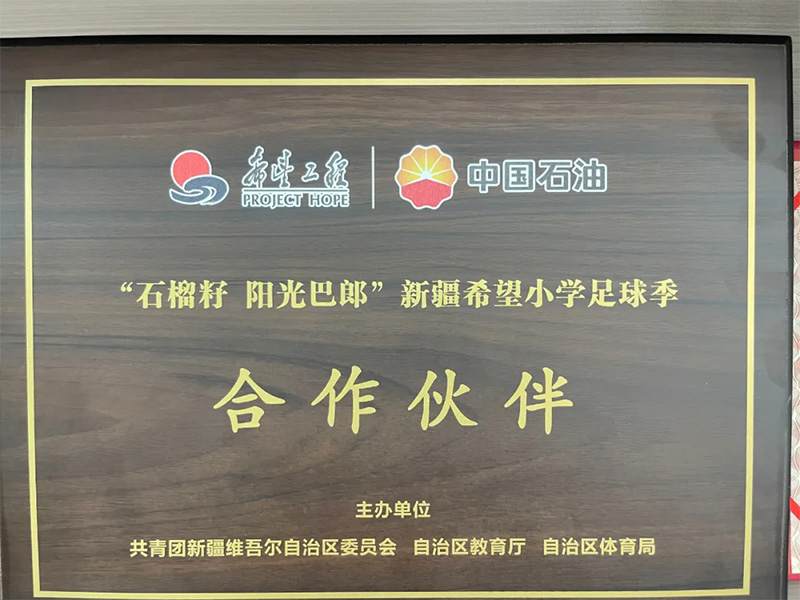 希望工程
PROJECT HOPE
中国石油
“石榴籽 阳光巴郎”新疆希望小学足球季
合作伙伴
主办单位
共青团新疆维吾尔自治区委员会 自治区教育厅 自治区体育局